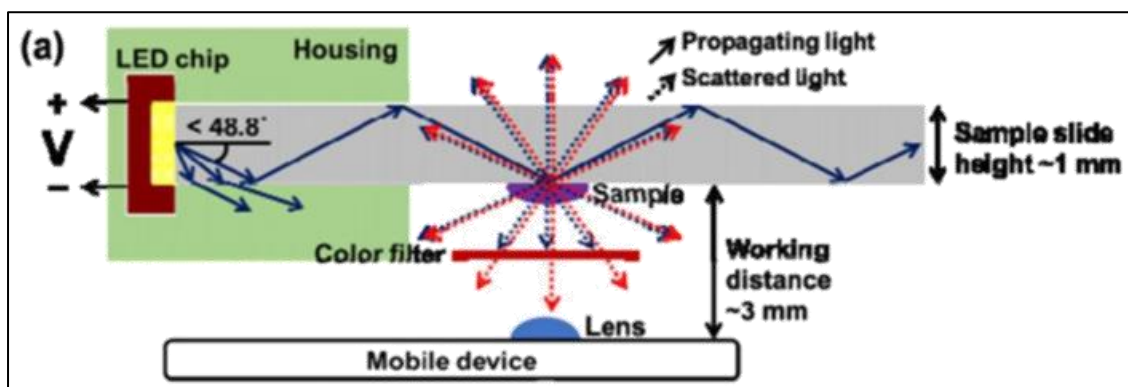 (a)
LED chip
Housing
Propagating light
Scattered light
+
V
−
< 48.8°
Sample slide
height ~1 mm
Sample
Color filter
Working
distance
~3 mm
Lens
Mobile device